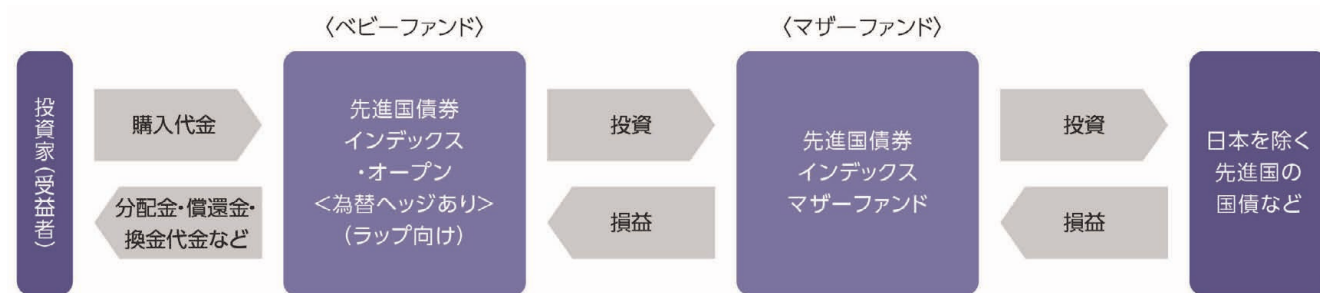 〈ベビーファンド〉
〈マザーファンド〉
投資家(受益者)
購入代金
分配金・償還金・
換金代金など
先進国債券
インデックス
・オープン
<為替ヘッジあり>
(ラップ向け)
投資
損益
先進国債券
インデックス
マザーファンド
投資
損益
日本を除く
先進国の
国債など